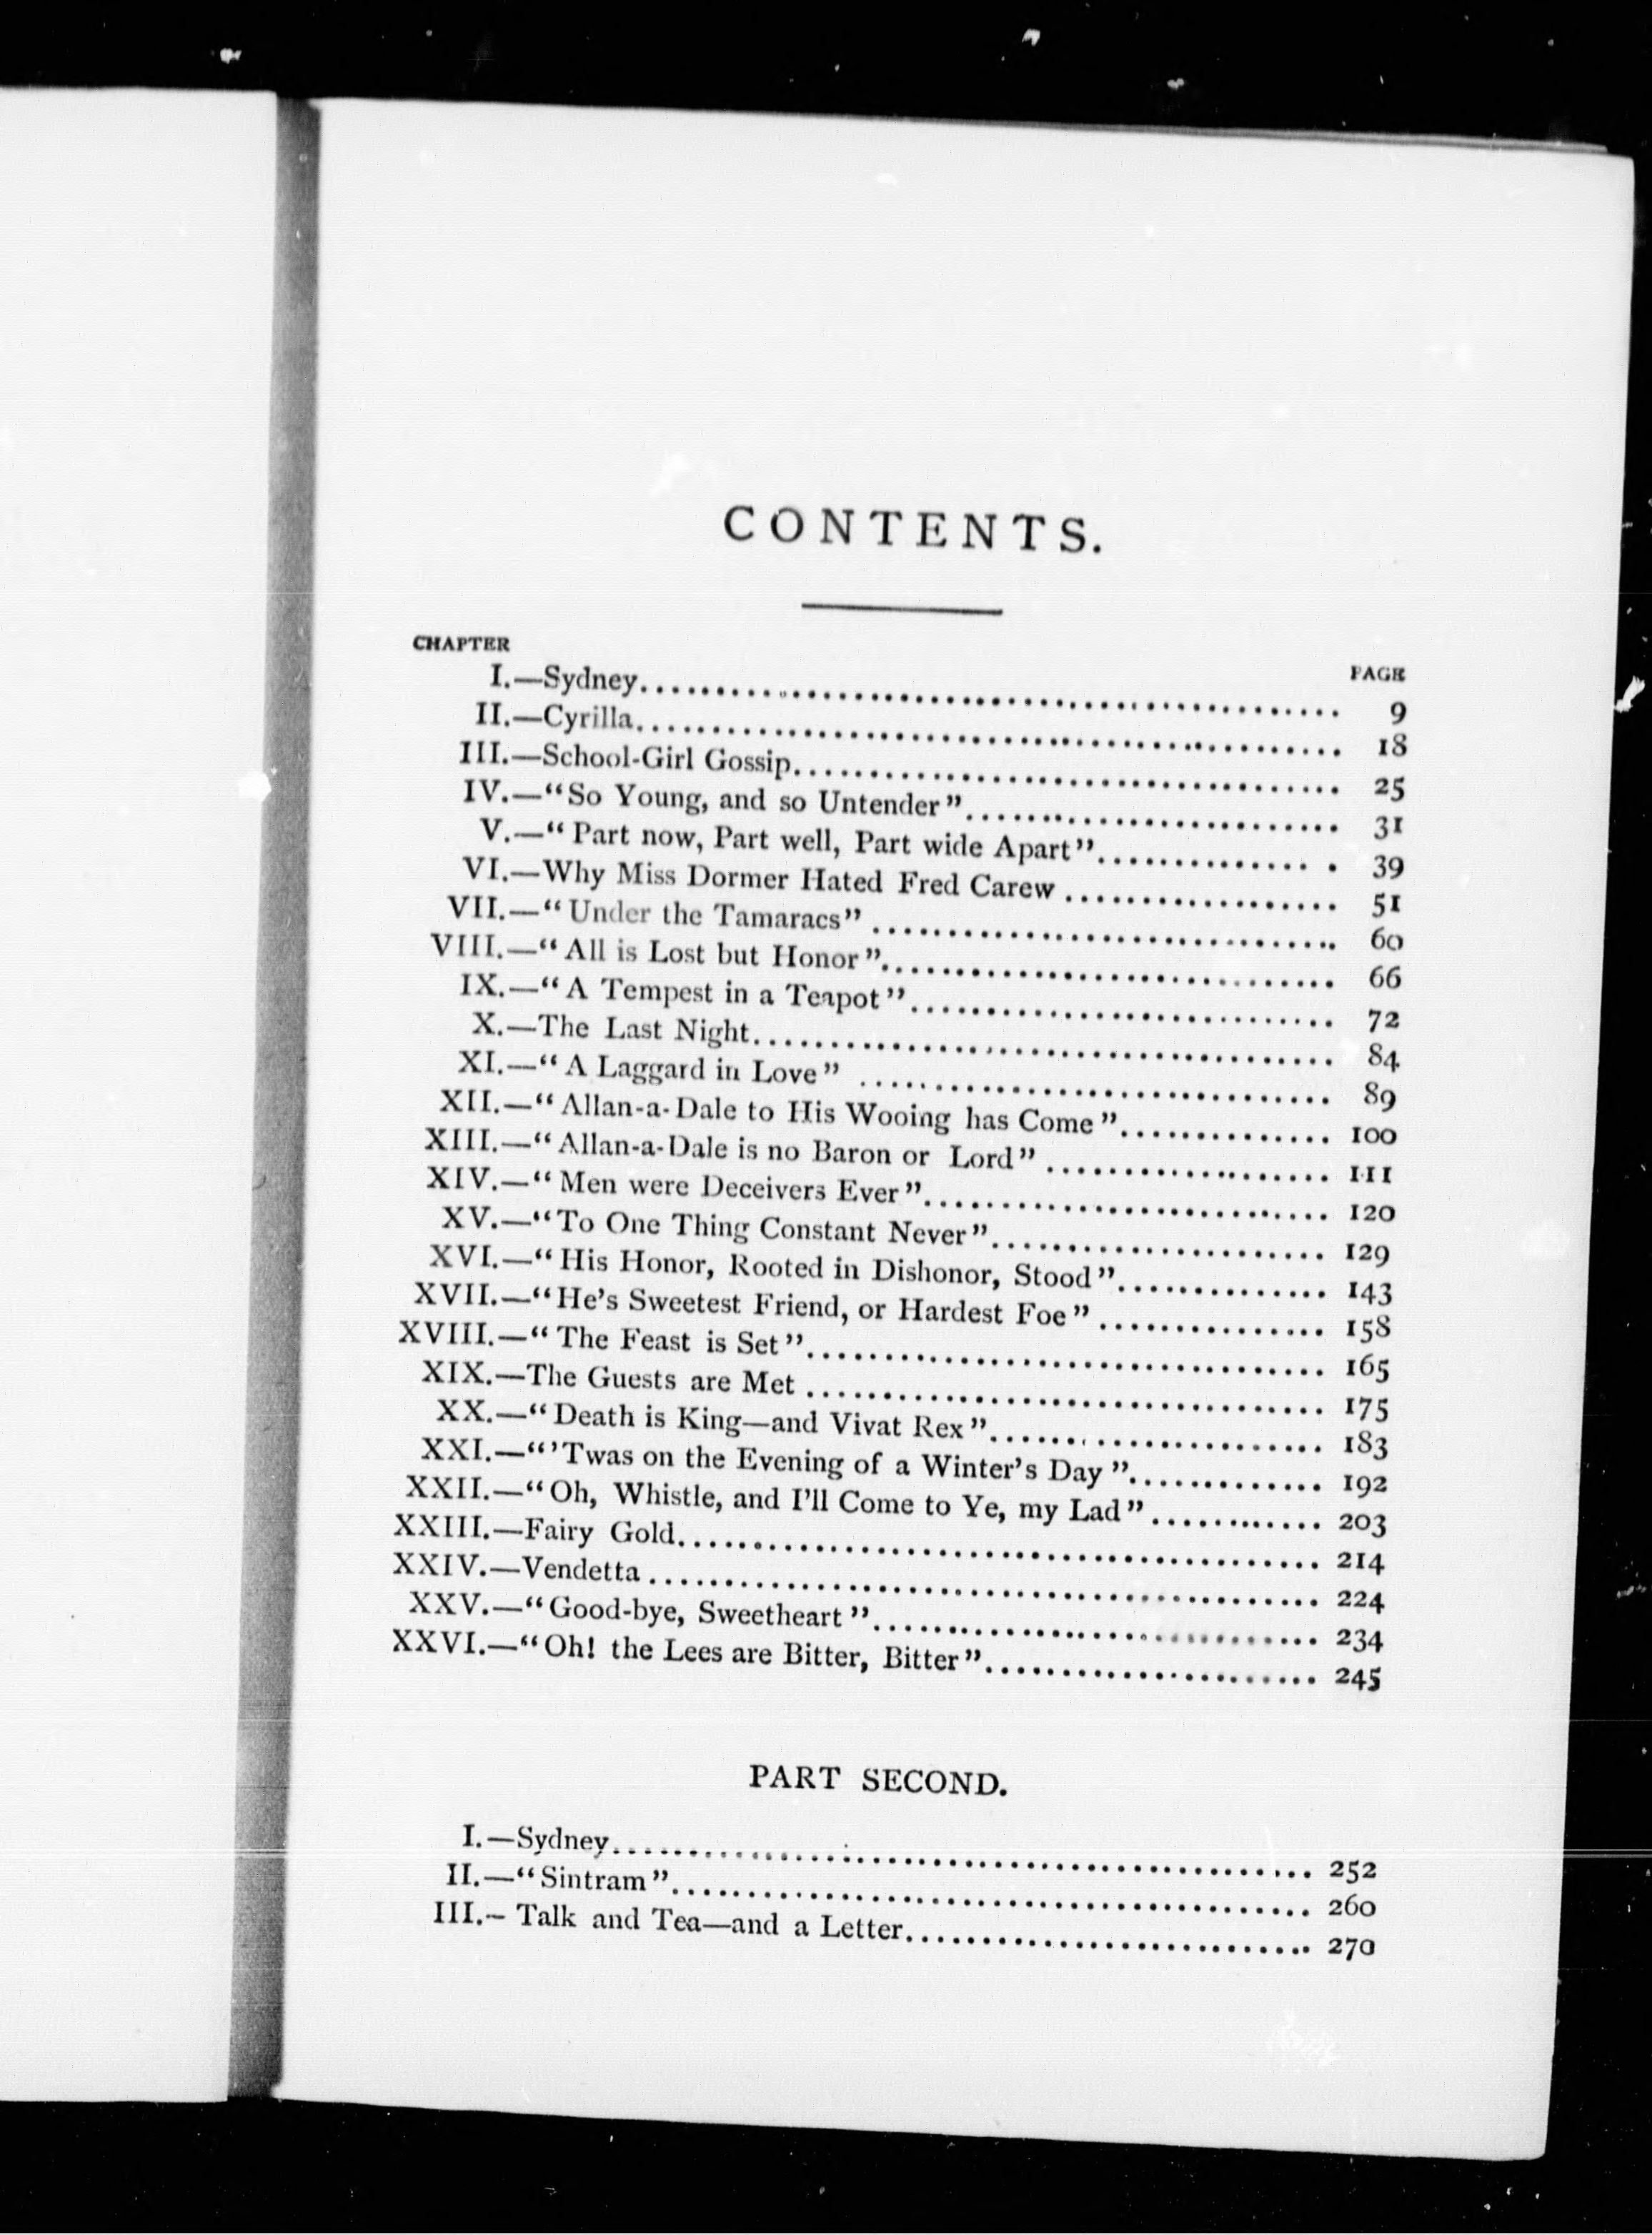 CONTENTS.
CHAPTER PAGE
I.—Sydney........................................ 9
II.—Cyrilla........................................ 18
III.—School-Girl Gossip........................................ 25
IV.—“So Young, and so Untender”........................................ 31
V.—“Part now, Part well, Part wide Apart”.............. . 39
VI.—Why Miss Dormer Hated Fred Carew .................. 51
VII.—“Under the Tamaracs” .............................. 60
VIII.—“All is Lost but Honor”.............................. 66
IX.—“A Tempest in a Teapot”............................ 72
X.—The Last Night...................................... 84
XI.—“A Laggard in Love” .............................. 89
XII.—“Allan-a-Dale to His Wooing has Come”.............. 100
XIII.—“Allan-a-Dale is no Baron or Lord” .................. 111
XIV.—“Men were Deceivers Ever”.......................... 120
XV.—“To One Thing Constant Never”...................... 129
XVI.—“His Honor, Rooted in Dishonor, Stood”.............. 143
XVII.—“He’s Sweetest Friend, or Hardest Foe” ............... 158
XVIII.—“The Feast is Set”.................................. 165
XIX.—The Guests are Met .................................. 175
XX.—“Death is King—and Vivat Rex”...................... 183
XXI.—“’Twas on the Evening of a Winter’s Day”............. 192
XXII.—“Oh, Whistle, and I’ll Come to Ye, my Lad” ............ 203
XXIII.—Fairy Gold.......................................... 214
XXIV.—Vendetta ............................................ 224
XXV.—“Good-bye, Sweetheart”............................. 234
XXVI.—“Oh! the Lees are Bitter, Bitter”...................... 245
PART SECOND.
I.—Sydney.............................................. 252
II.—“Sintram”.......................................... 260
III.– Talk and Tea—and a Letter........................... 270